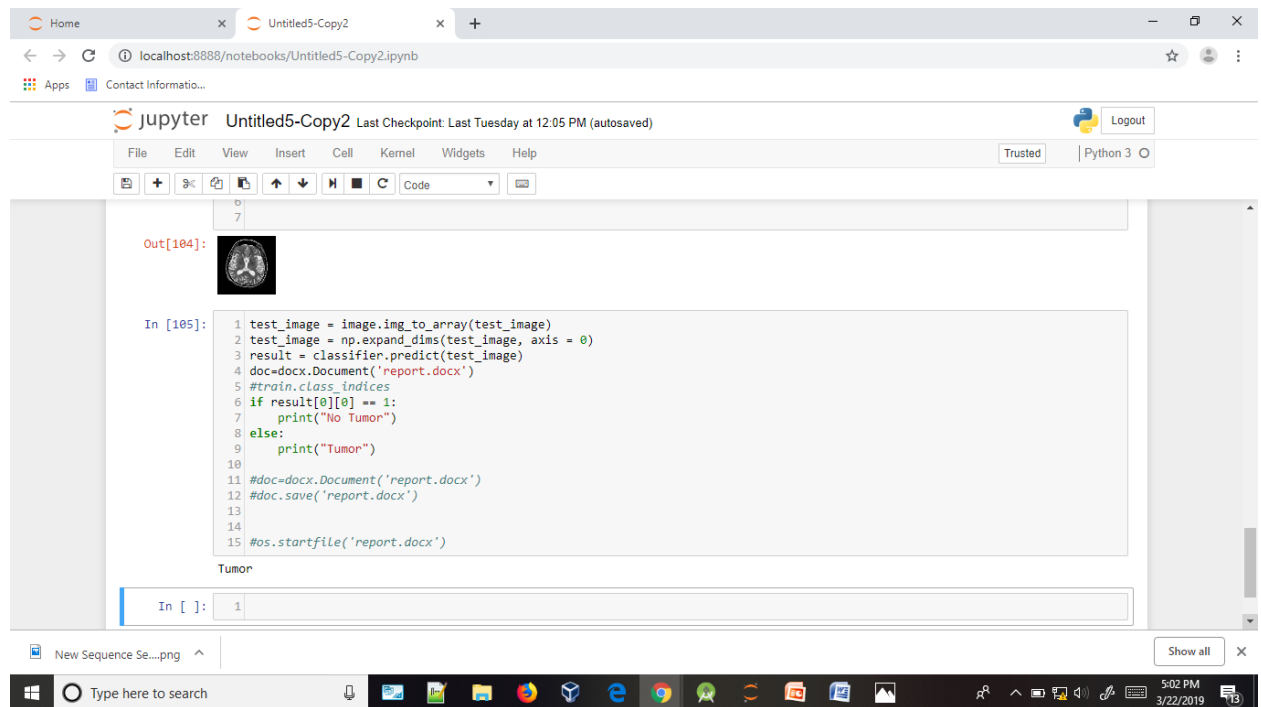 Home
Untitled5-Copy2
localhost:8888/notebooks/Untitled5-Copy2.ipynb
Apps
Contact Informatio...
jupyter Untitled5-Copy2 Last Checkpoint: Last Tuesday at 12:05 PM (autosaved)
Logout
File Edit View Insert Cell Kernel Widgets Help
Trusted
Python 3
Code
6
7
Out[104]:
In [105]:
1 test_image = image.img_to_array(test_image)
2 test_image = np.expand_dims(test_image, axis = 0)
3 result = classifier.predict(test_image)
4 doc=docx.Document('report.docx')
5 #train.class_indices
6 if result[0][0] == 1:
7     print("No Tumor")
8 else:
9     print("Tumor")
10
11 #doc=docx.Document('report.docx')
12 #doc.save('report.docx')
13
14
15 #os.startfile('report.docx')
Tumor
In [ ]: 1
New Sequence Se....png
Show all
Type here to search
5:02 PM
3/22/2019
13